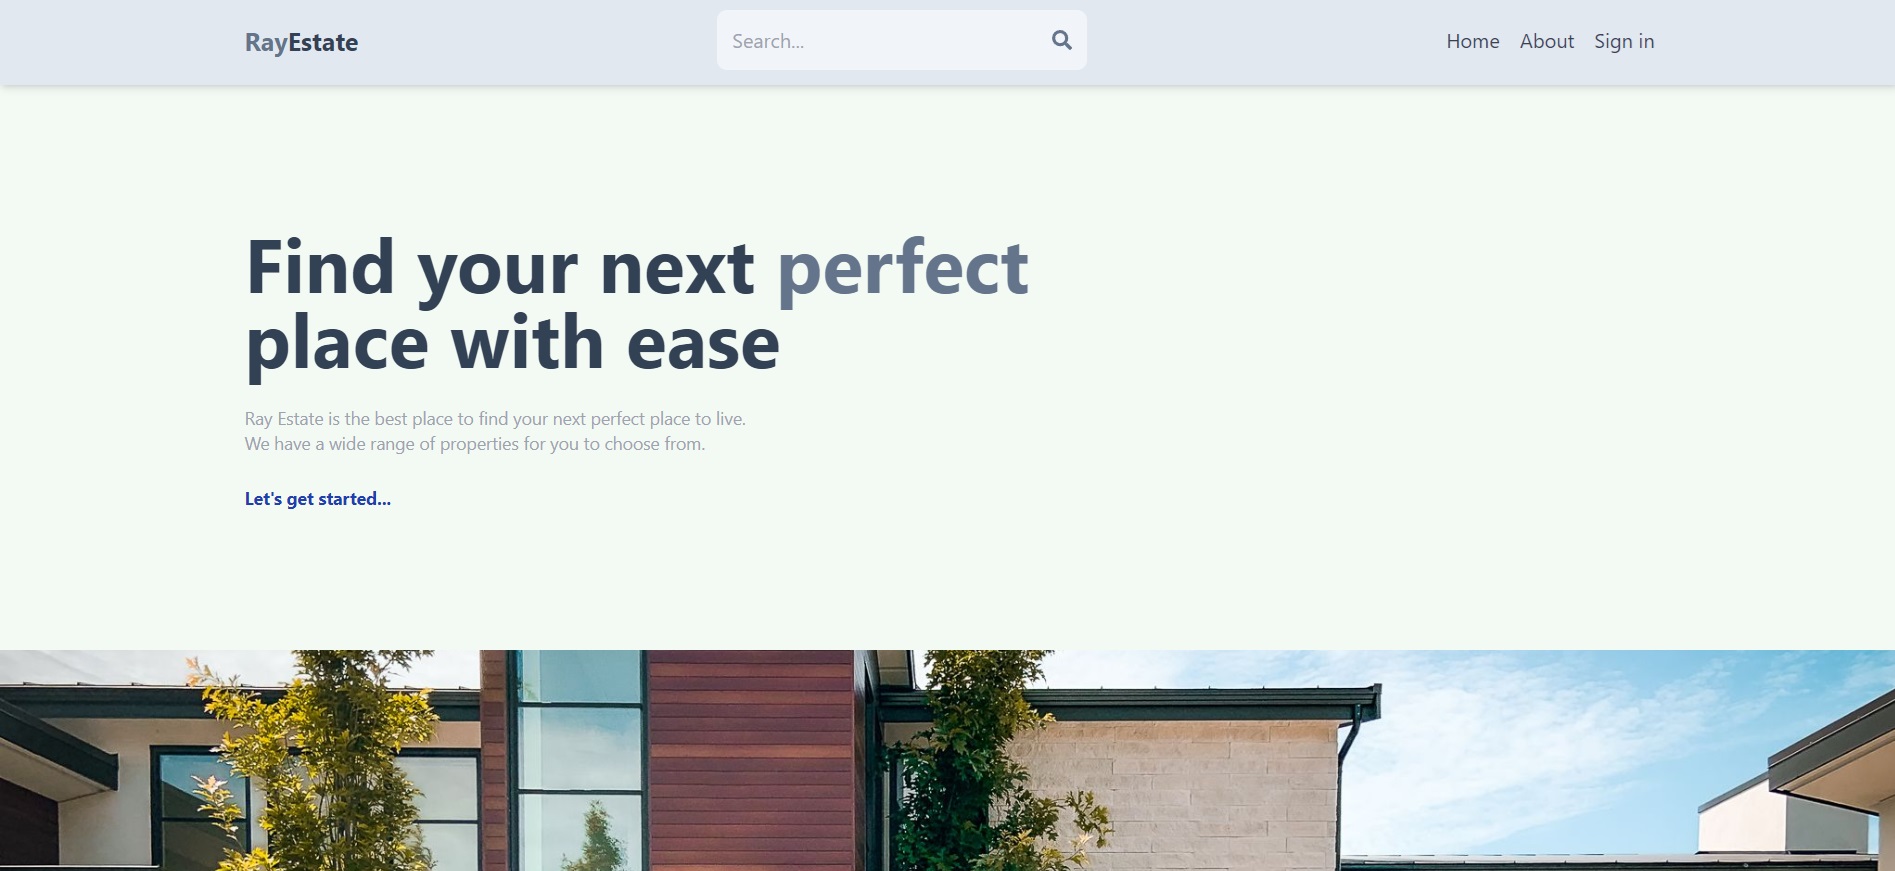 RayEstate
Search...
Home About Sign in
Find your next perfect
place with ease
Ray Estate is the best place to find your next perfect place to live.
We have a wide range of properties for you to choose from.
Let's get started...